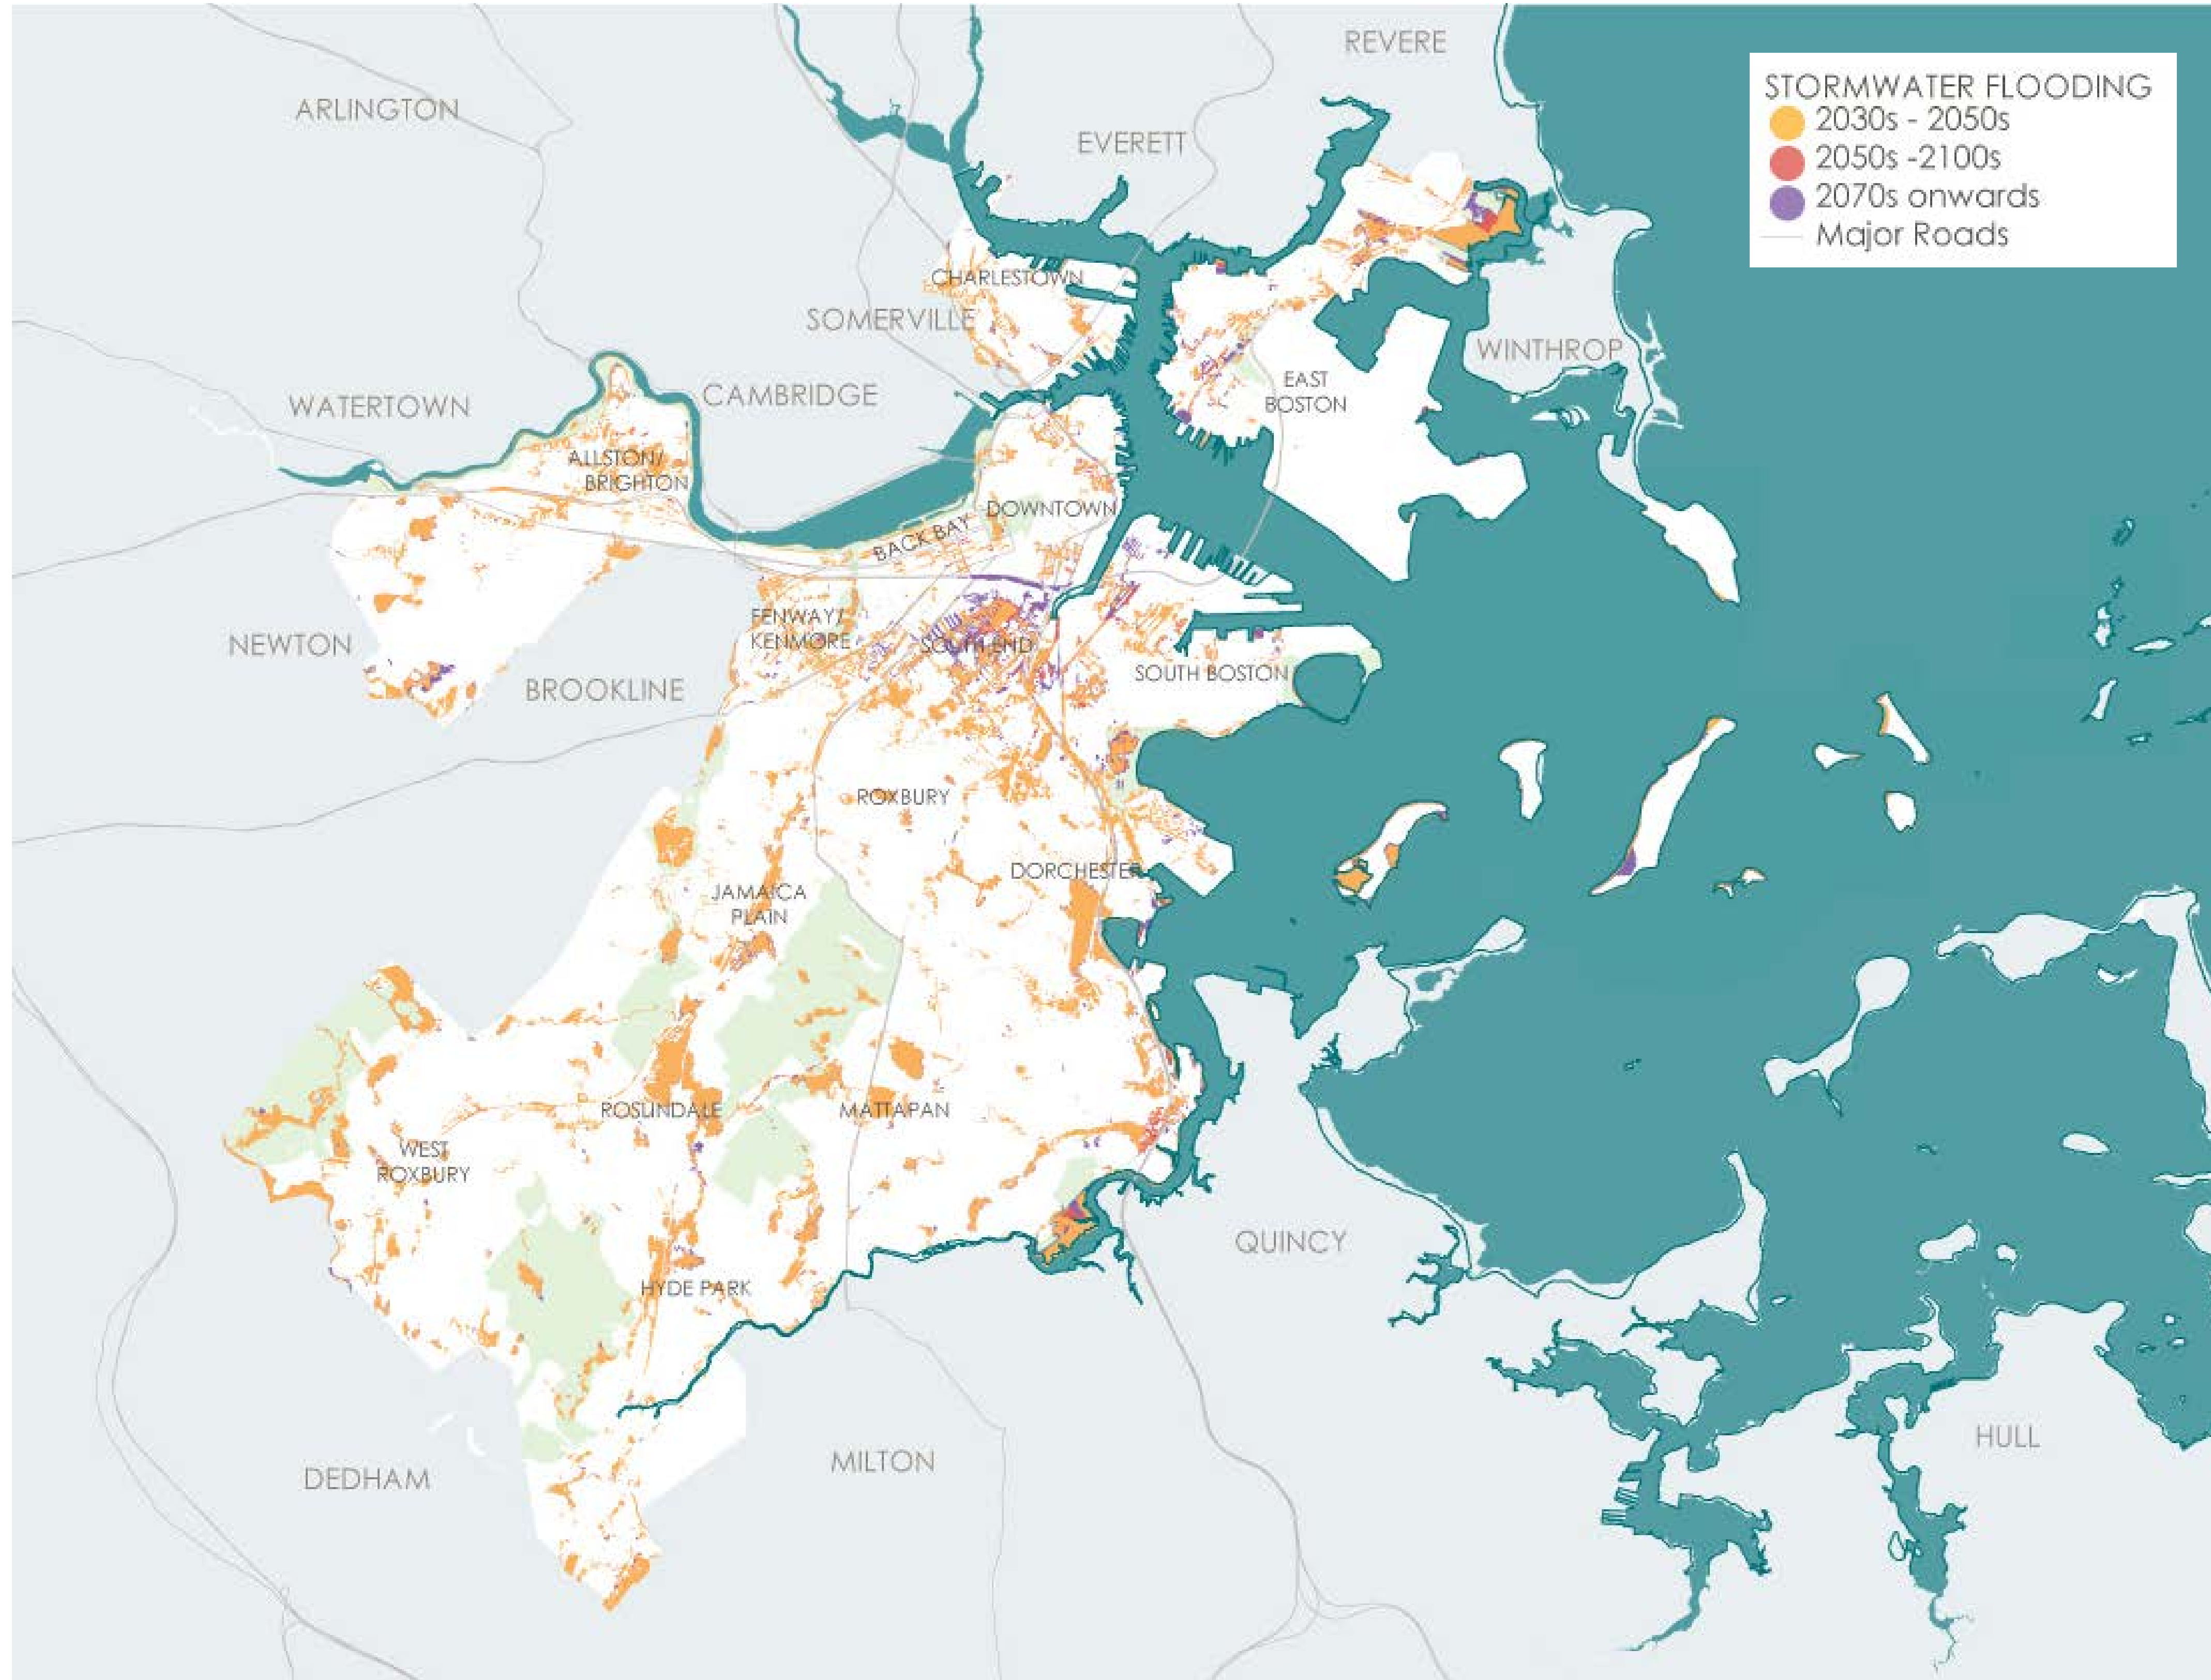 REVERE
STORMWATER FLOODING
2030s - 2050s
2050s -2100s
2070s onwards
Major Roads
ARLINGTON
EVERETT
CHARLESTOWN
SOMERVILLE
WINTHROP
EAST
BOSTON
WATERTOWN
CAMBRIDGE
ALLSTON/
BRIGHTON
DOWNTOWN
BACK BAY
FENWAY/
KENMORE
SOUTH END
NEWTON
BROOKLINE
SOUTH BOSTON
ROXBURY
DORCHESTER
JAMAICA
PLAIN
ROSLINDALE
MATTAPAN
WEST
ROXBURY
QUINCY
HYDE PARK
HULL
MILTON
DEDHAM